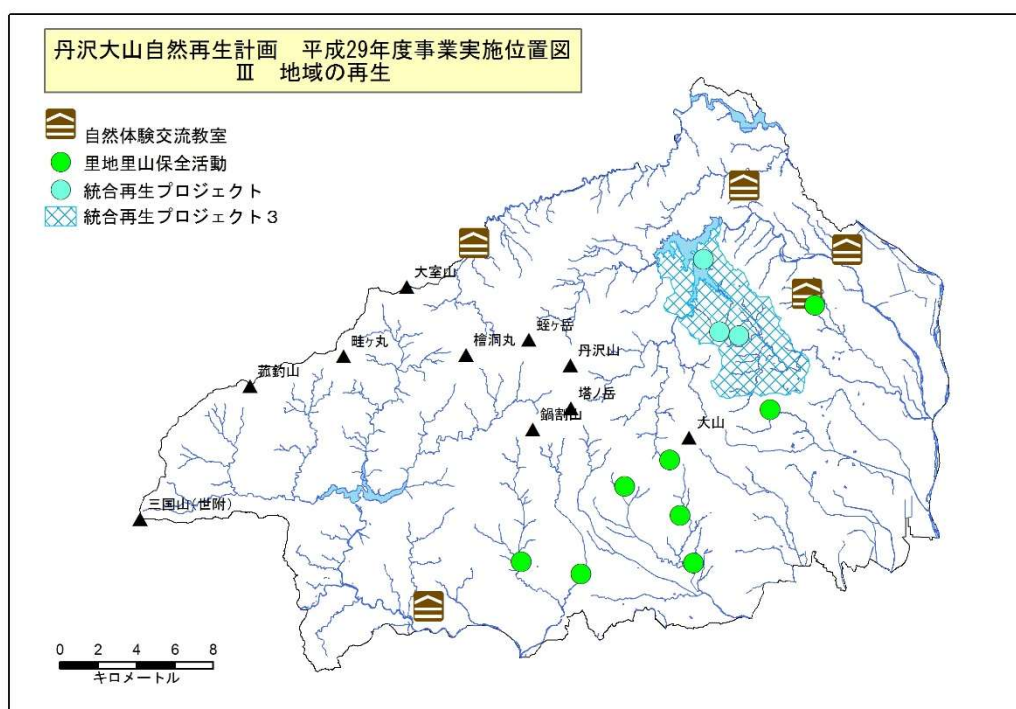 丹沢大山自然再生計画　平成29年度事業実施位置図
Ⅲ　地域の再生
自然体験交流教室
里地里山保全活動
統合再生プロジェクト
統合再生プロジェクト３
大室山
畦ヶ丸
檜洞丸
蛭ヶ岳
丹沢山
菰釣山
塔ノ岳
鍋割山
大山
三国山(世附)
0 2 4 6 8
キロメートル